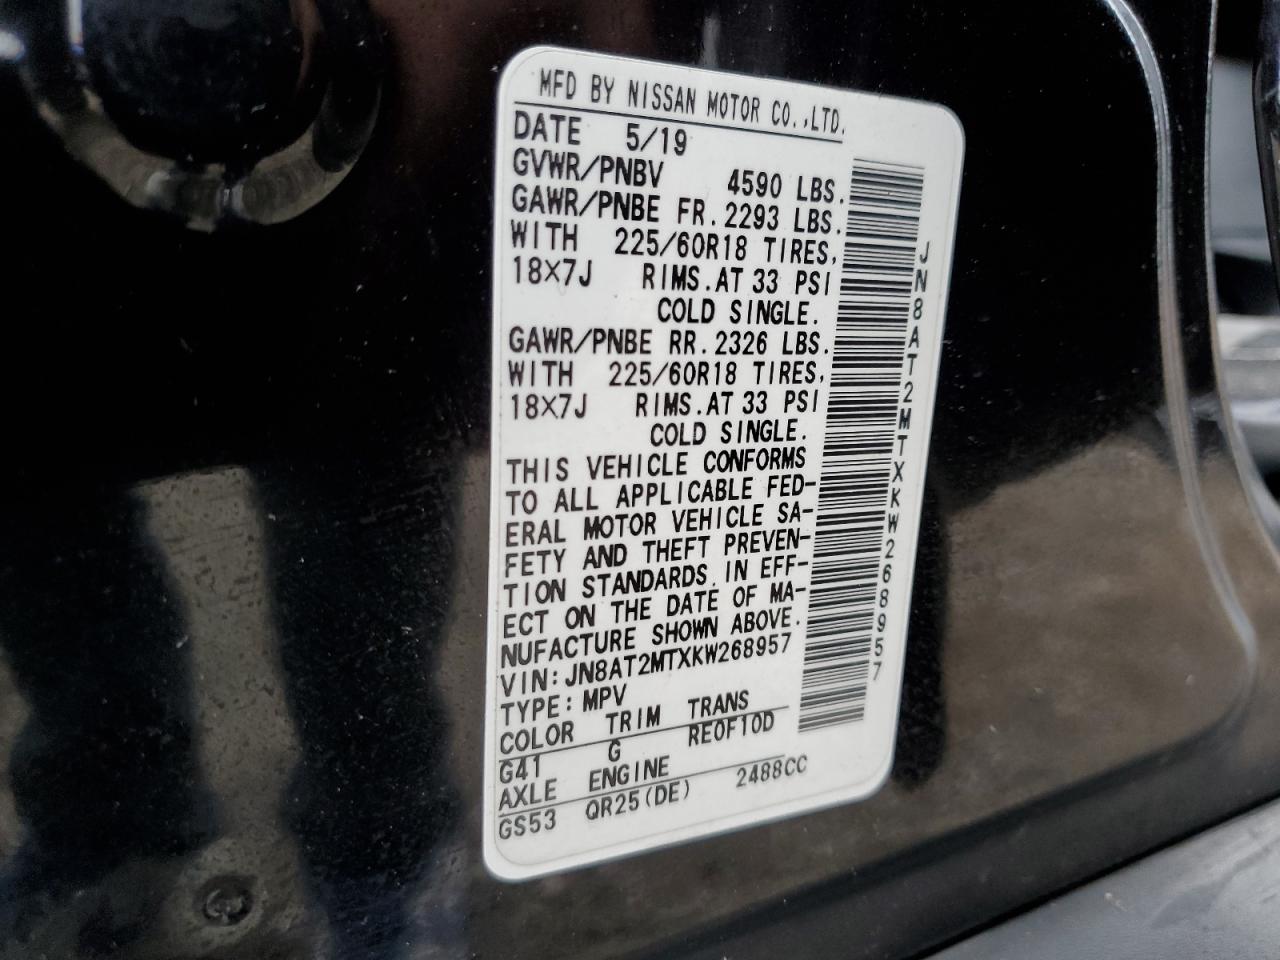 MFD BY NISSAN MOTOR CO.,LTD.
DATE 5/19
GVWR/PNBV 4590 LBS.
GAWR/PNBE FR. 2293 LBS.
WITH 225/60R18 TIRES,
18×7J RIMS.AT 33 PSI
COLD SINGLE.
GAWR/PNBE RR. 2326 LBS.
WITH 225/60R18 TIRES,
18×7J RIMS.AT 33 PSI
COLD SINGLE.
THIS VEHICLE CONFORMS
TO ALL APPLICABLE FED-
ERAL MOTOR VEHICLE SA-
FETY AND THEFT PREVEN-
TION STANDARDS IN EFF-
ECT ON THE DATE OF MA-
NUFACTURE SHOWN ABOVE.
VIN:JN8AT2MTXKW268957
TYPE:MPV
COLOR TRIM TRANS
G41 G RE0F10D
AXLE ENGINE
GS53 QR25(DE) 2488CC
JN8AT2MTXKW268957